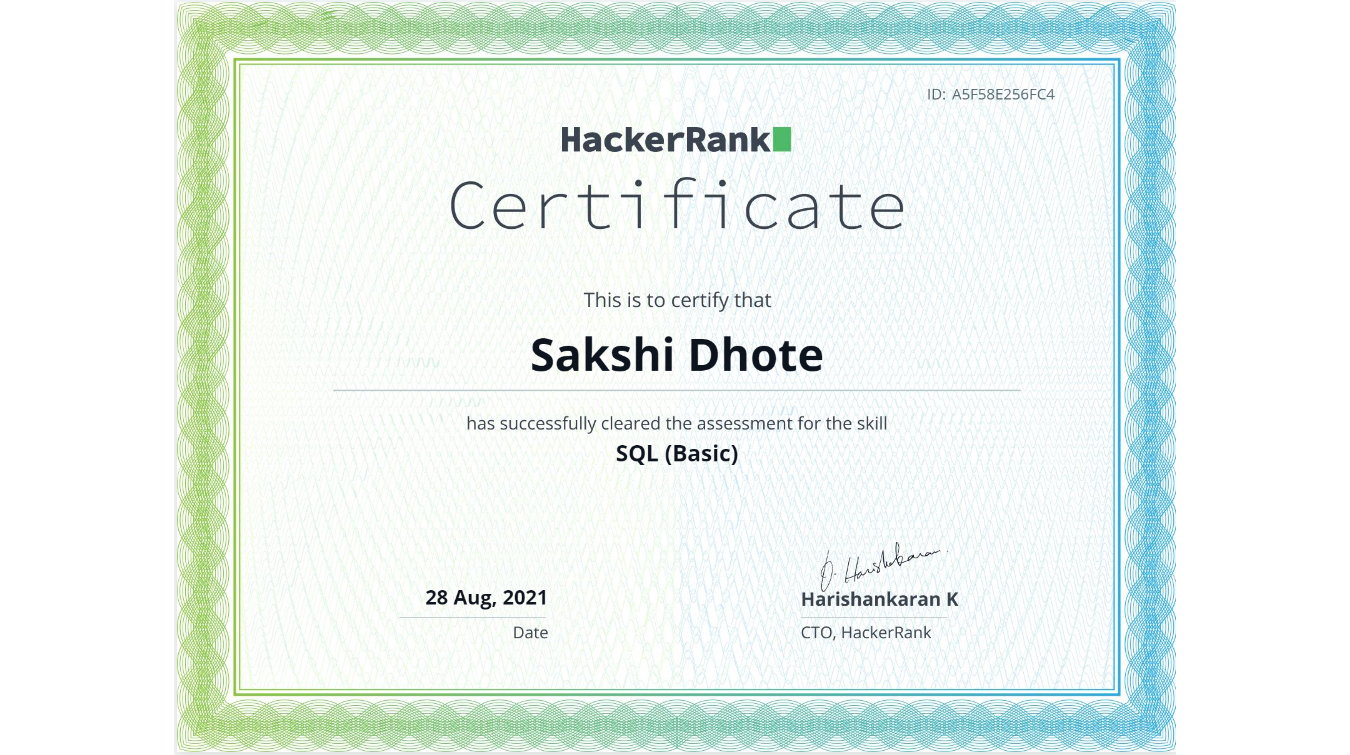 ID: A5F58E256FC4
HackerRank
Certificate
This is to certify that
Sakshi Dhote
has successfully cleared the assessment for the skill
SQL (Basic)
28 Aug, 2021
Date
Harishankaran K
CTO, HackerRank